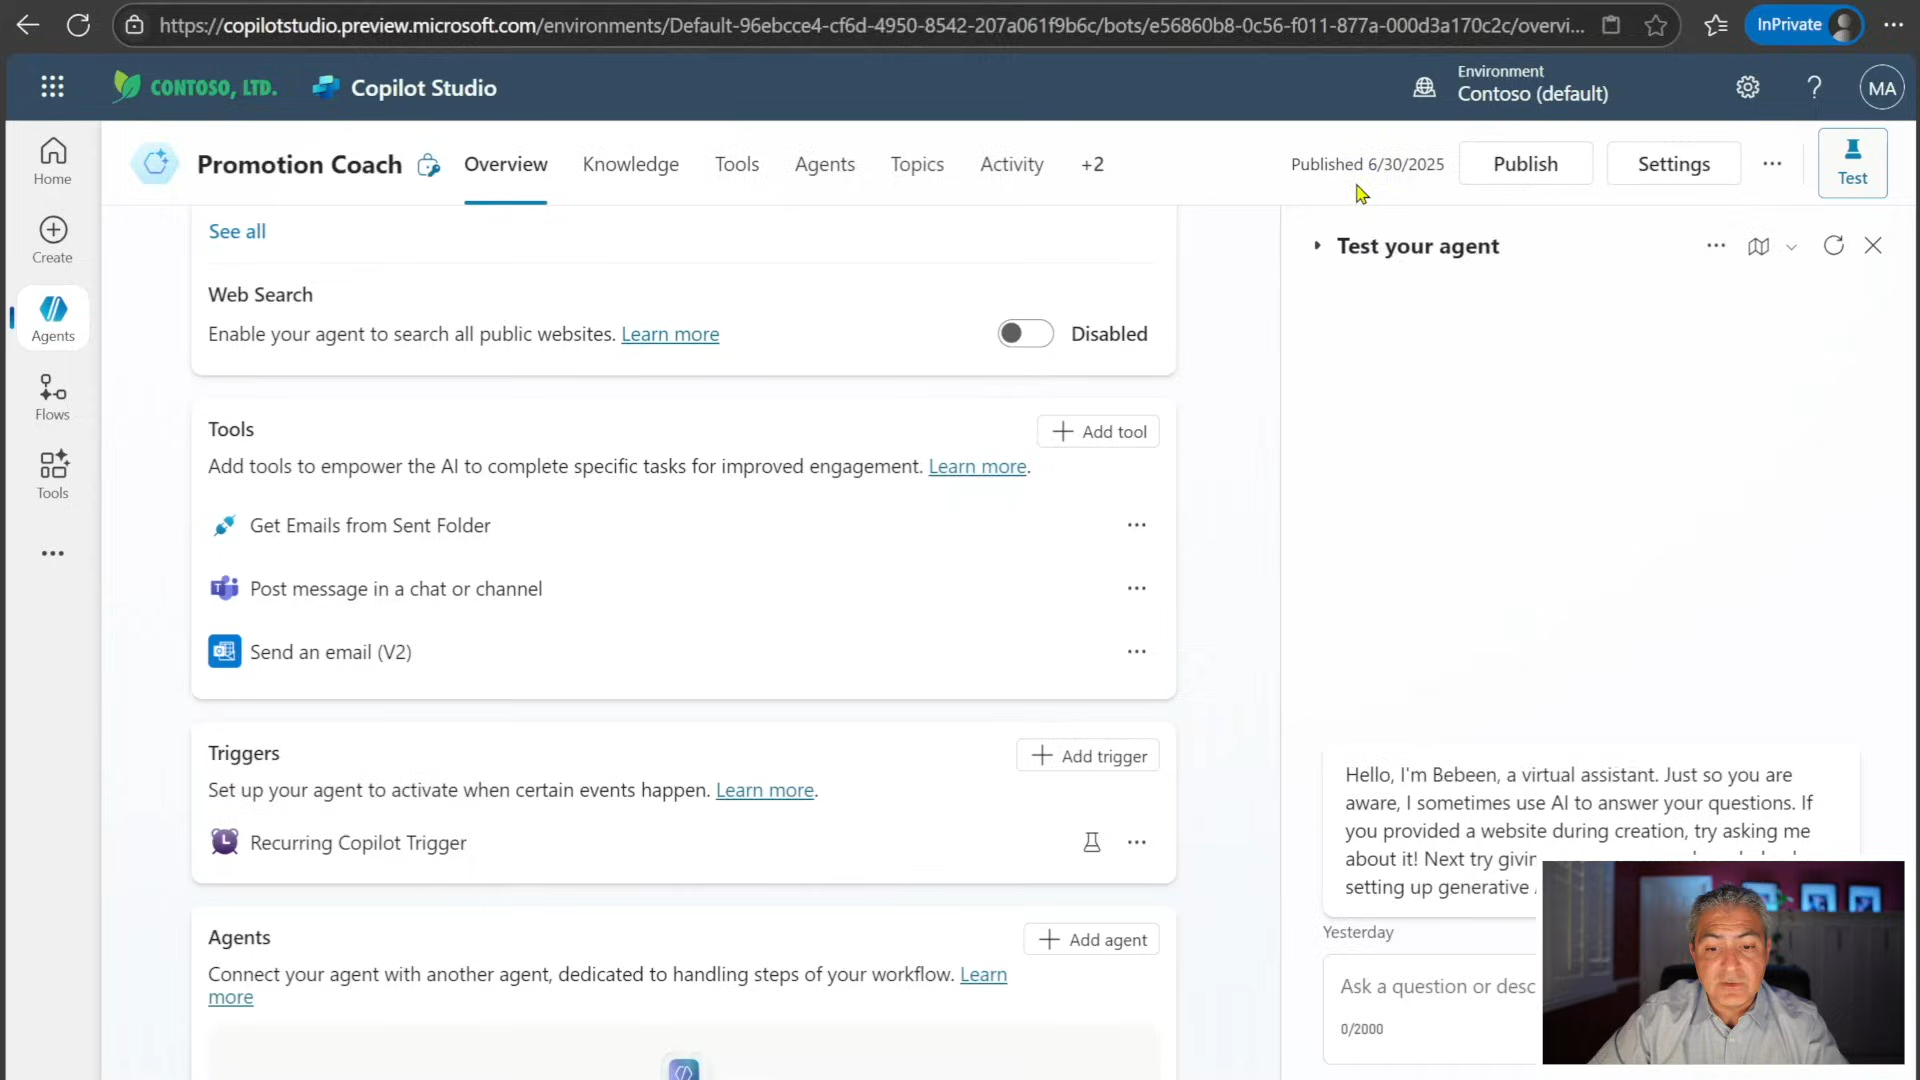 https://copilotstudio.preview.microsoft.com/environments/Default-96ebcce4-cf6d-4950-8542-207a061f9b6c/bots/e56860b8-0c56-f011-877a-000d3a170c2c/overvi...
InPrivate
CONTOSO, LTD.
Copilot Studio
Environment
Contoso (default)
?
MA
Promotion Coach
Overview
Knowledge
Tools
Agents
Topics
Activity
+2
Published 6/30/2025
Publish
Settings
Test
Home
Create
Agents
Flows
Tools
See all
Web Search
Enable your agent to search all public websites. Learn more
Disabled
Tools
Add tool
Add tools to empower the AI to complete specific tasks for improved engagement. Learn more.
Get Emails from Sent Folder
Post message in a chat or channel
Send an email (V2)
Triggers
Add trigger
Set up your agent to activate when certain events happen. Learn more.
Recurring Copilot Trigger
Agents
Add agent
Connect your agent with another agent, dedicated to handling steps of your workflow. Learn
more
Test your agent
Hello, I'm Bebeen, a virtual assistant. Just so you are
aware, I sometimes use AI to answer your questions. If
you provided a website during creation, try asking me
about it! Next try
setting up generative
Yesterday
Ask a question or
0/2000